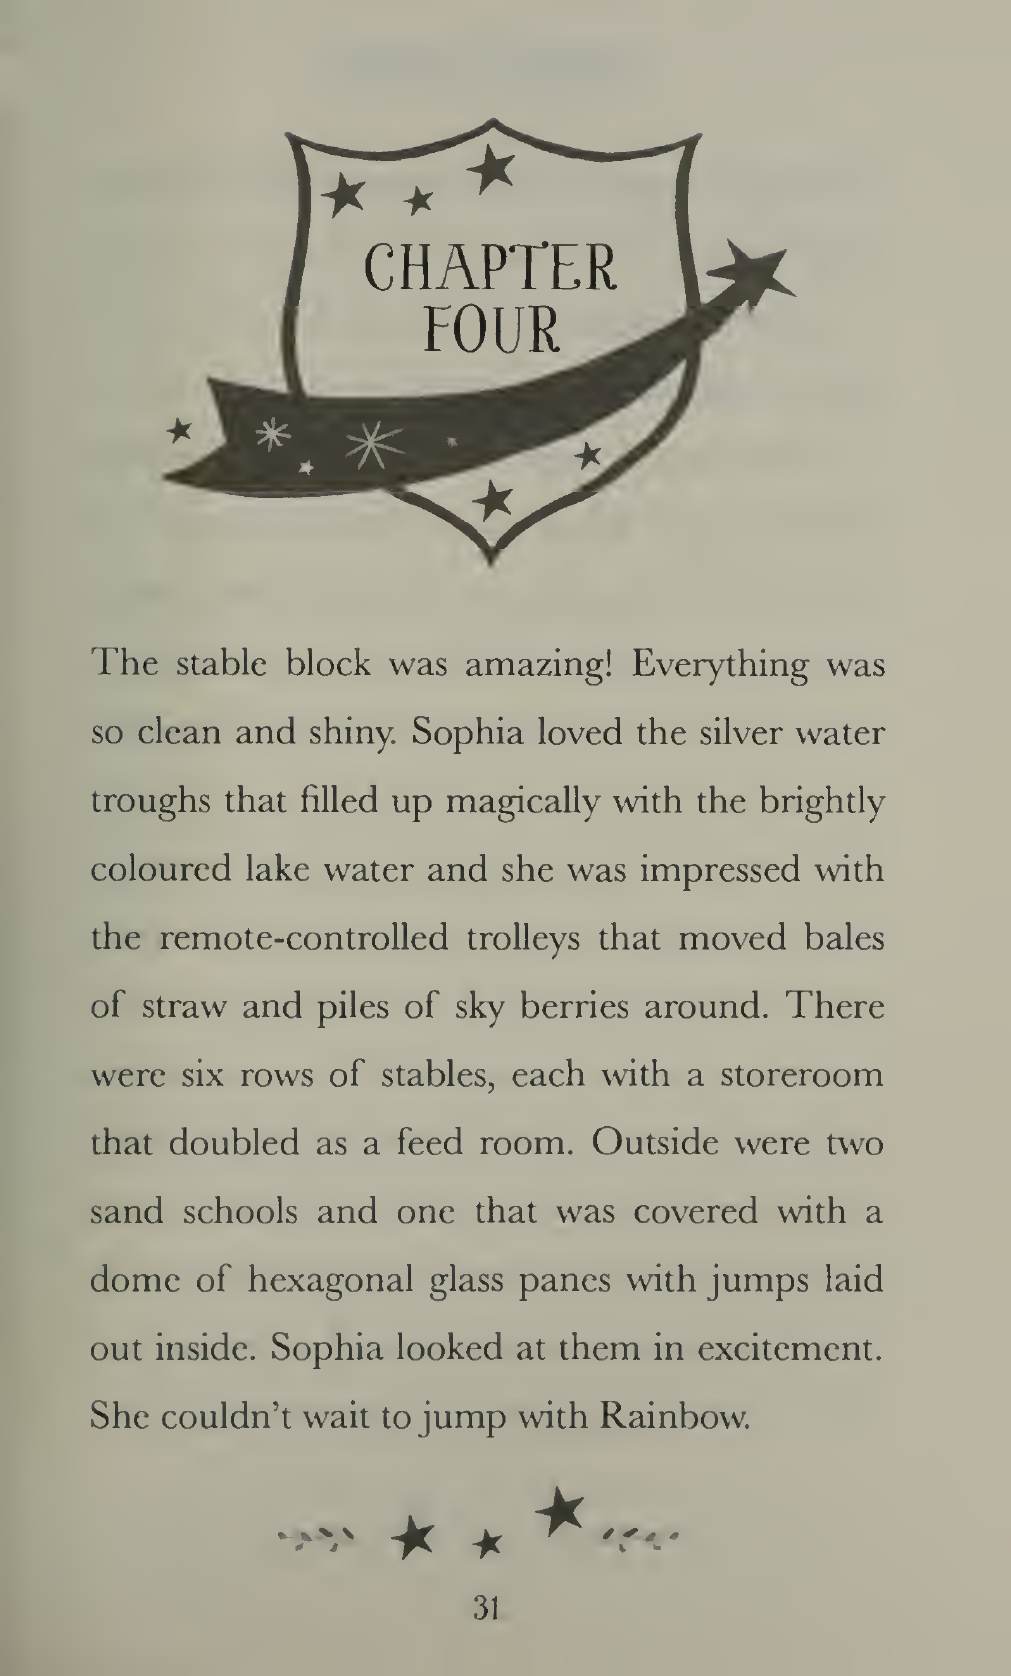 CHAPTER
FOUR
The stable block was amazing! Everything was
so clean and shiny. Sophia loved the silver water
troughs that filled up magically with the brightly
coloured lake water and she was impressed with
the remote-controlled trolleys that moved bales
of straw and piles of sky berries around. There
were six rows of stables, each with a storeroom
that doubled as a feed room. Outside were two
sand schools and one that was covered with a
dome of hexagonal glass panes with jumps laid
out inside. Sophia looked at them in excitement.
She couldn't wait to jump with Rainbow.
31